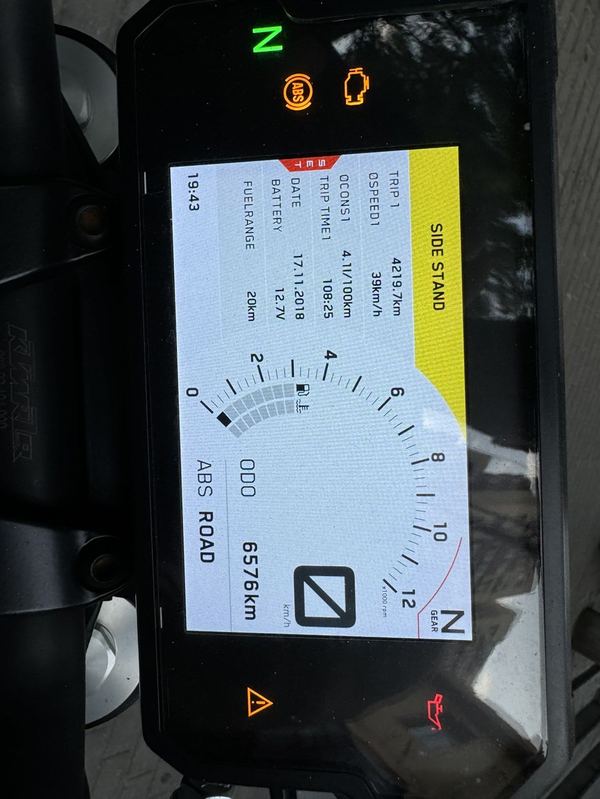 N
ABS
SIDE STAND
TRIP 1 4219.7km
ØSPEED1 39km/h
ØCONS1 4.1l/100km
TRIP TIME1 108:25
SET
DATE 17.11.2018
BATTERY 12.7V
FUELRANGE 20km
19:43
0
2
4
6
8
10
12
x1000 rpm
N
GEAR
0
km/h
ODO 6576km
ABS ROAD